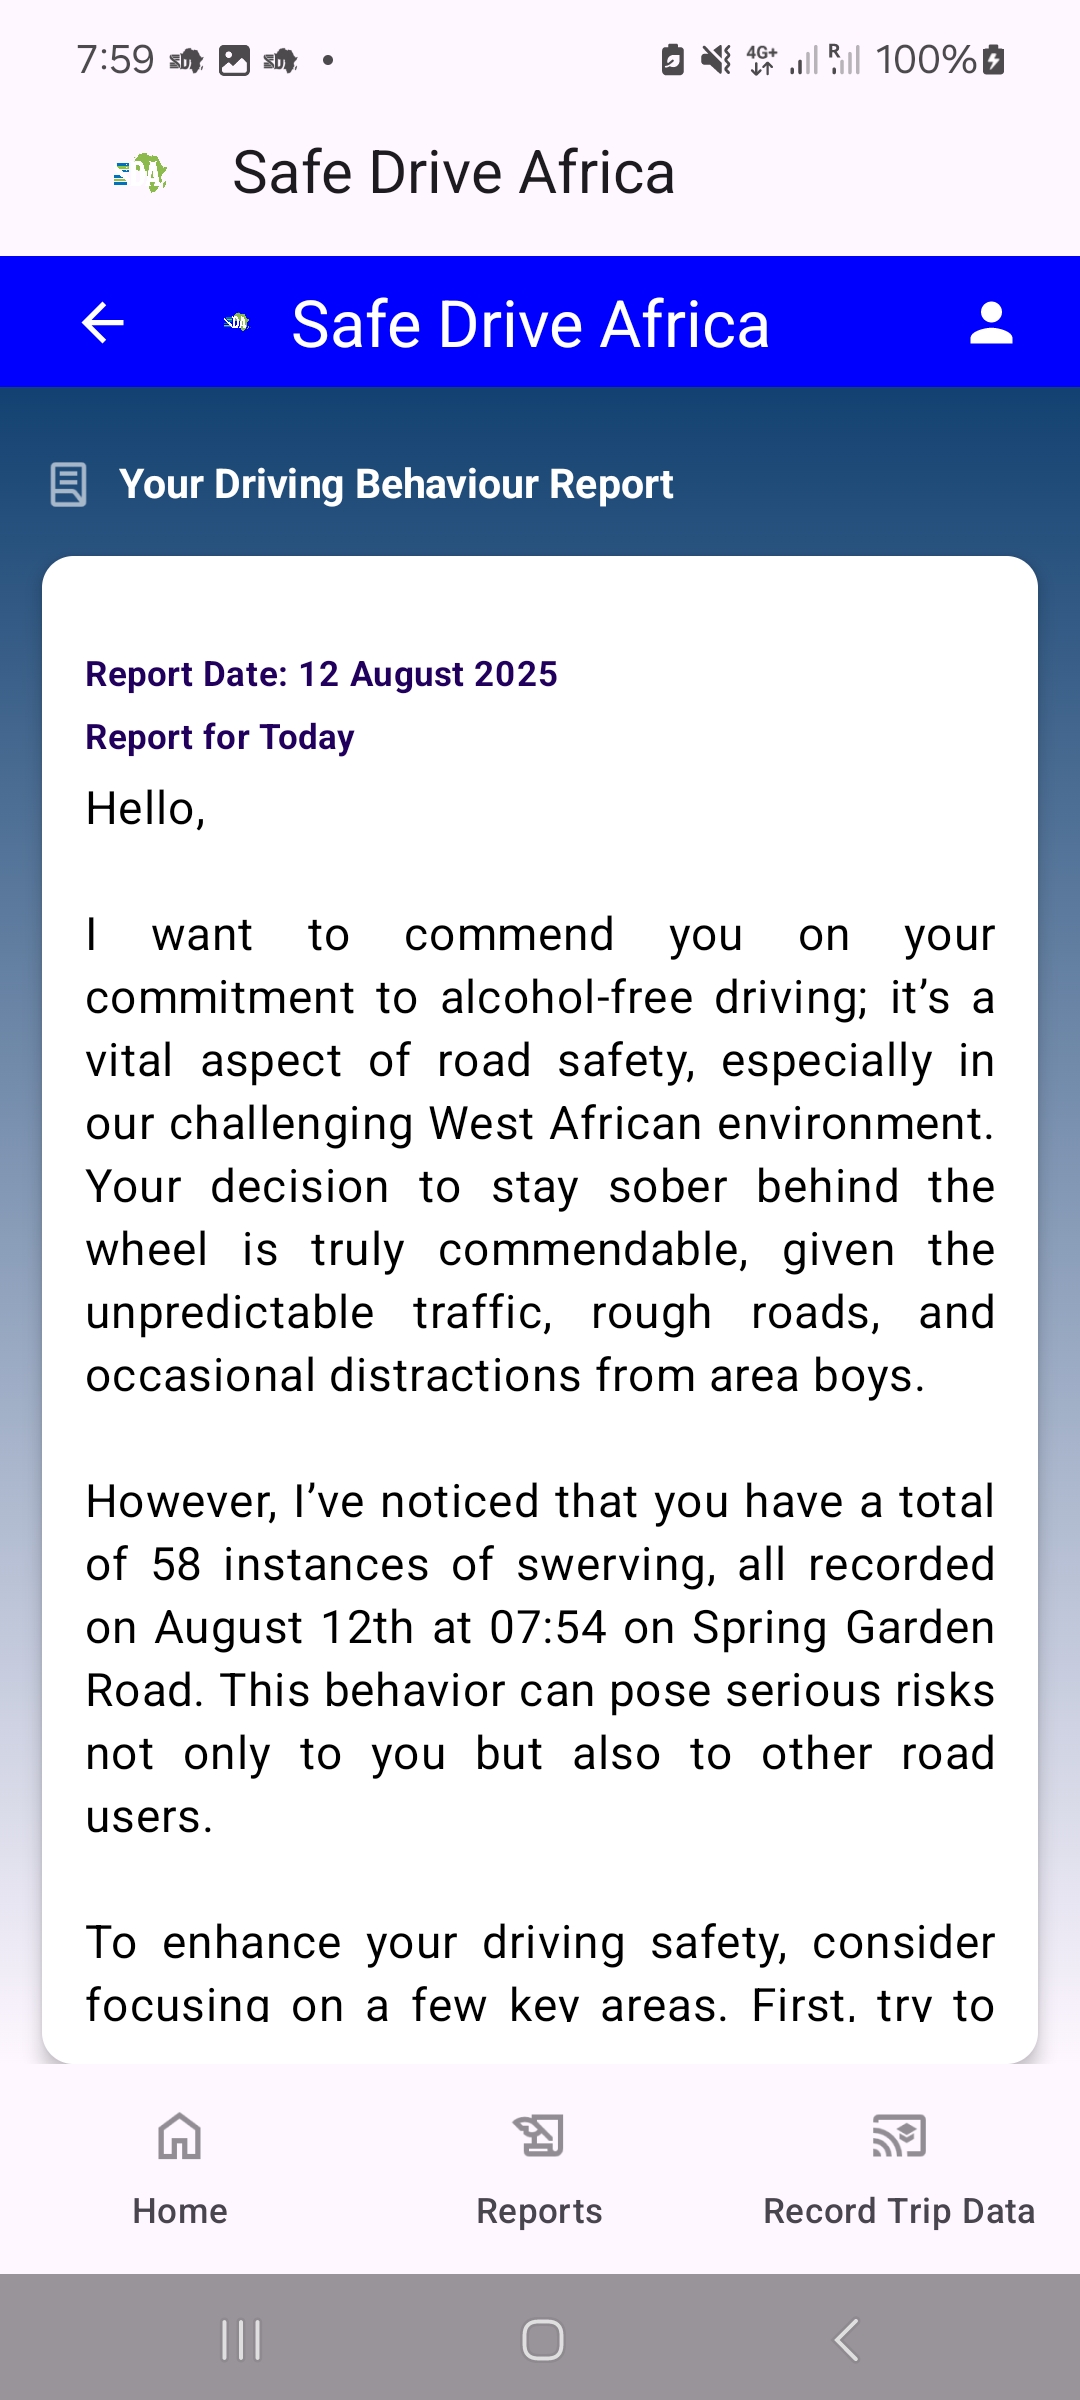 7:59
4G+ R 100%
Safe Drive Africa
SDA Safe Drive Africa
Your Driving Behaviour Report
Report Date: 12 August 2025
Report for Today
Hello,
I want to commend you on your
commitment to alcohol-free driving; it’s a
vital aspect of road safety, especially in
our challenging West African environment.
Your decision to stay sober behind the
wheel is truly commendable, given the
unpredictable traffic, rough roads, and
occasional distractions from area boys.
However, I’ve noticed that you have a total
of 58 instances of swerving, all recorded
on August 12th at 07:54 on Spring Garden
Road. This behavior can pose serious risks
not only to you but also to other road
users.
To enhance your driving safety, consider
focusing on a few key areas. First, try to
Home
Reports
Record Trip Data